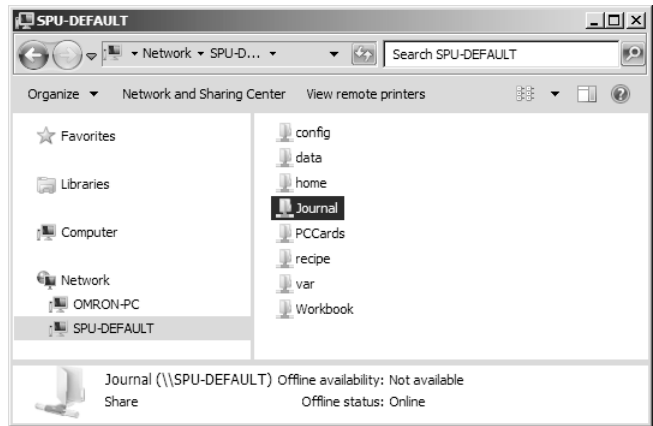 SPU-DEFAULT
Network SPU-D... Search SPU-DEFAULT
Organize Network and Sharing Center View remote printers
Favorites
Libraries
Computer
Network
OMRON-PC
SPU-DEFAULT
config
data
home
Journal
PCCards
recipe
var
Workbook
Journal (\\SPU-DEFAULT) Offline availability: Not available
Share Offline status: Online